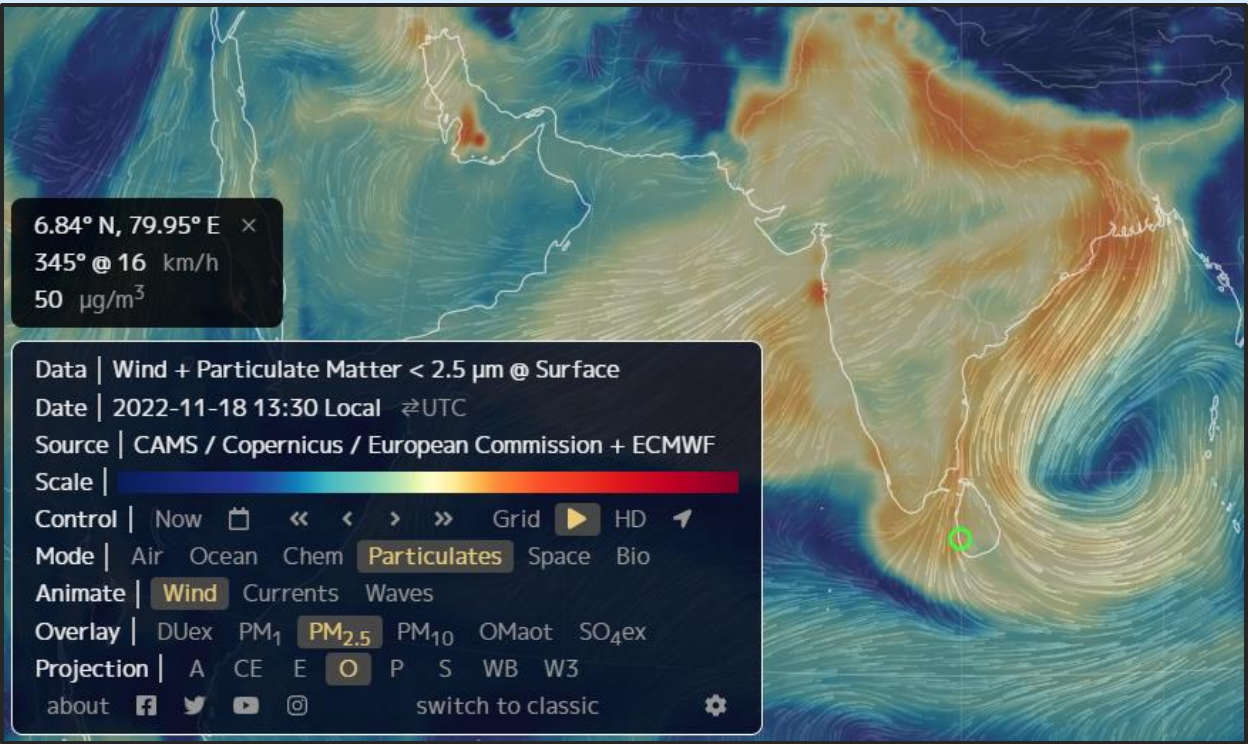 6.84° N, 79.95° E ×
345° @ 16 km/h
50 µg/m³
Data | Wind + Particulate Matter < 2.5 µm @ Surface
Date | 2022-11-18 13:30 Local ⇄UTC
Source | CAMS / Copernicus / European Commission + ECMWF
Scale |
Control | Now « ‹ › » Grid ▶ HD
Mode | Air Ocean Chem Particulates Space Bio
Animate | Wind Currents Waves
Overlay | DUex PM₁ PM₂.₅ PM₁₀ OMaot SO₄ex
Projection | A CE E O P S WB W3
about switch to classic